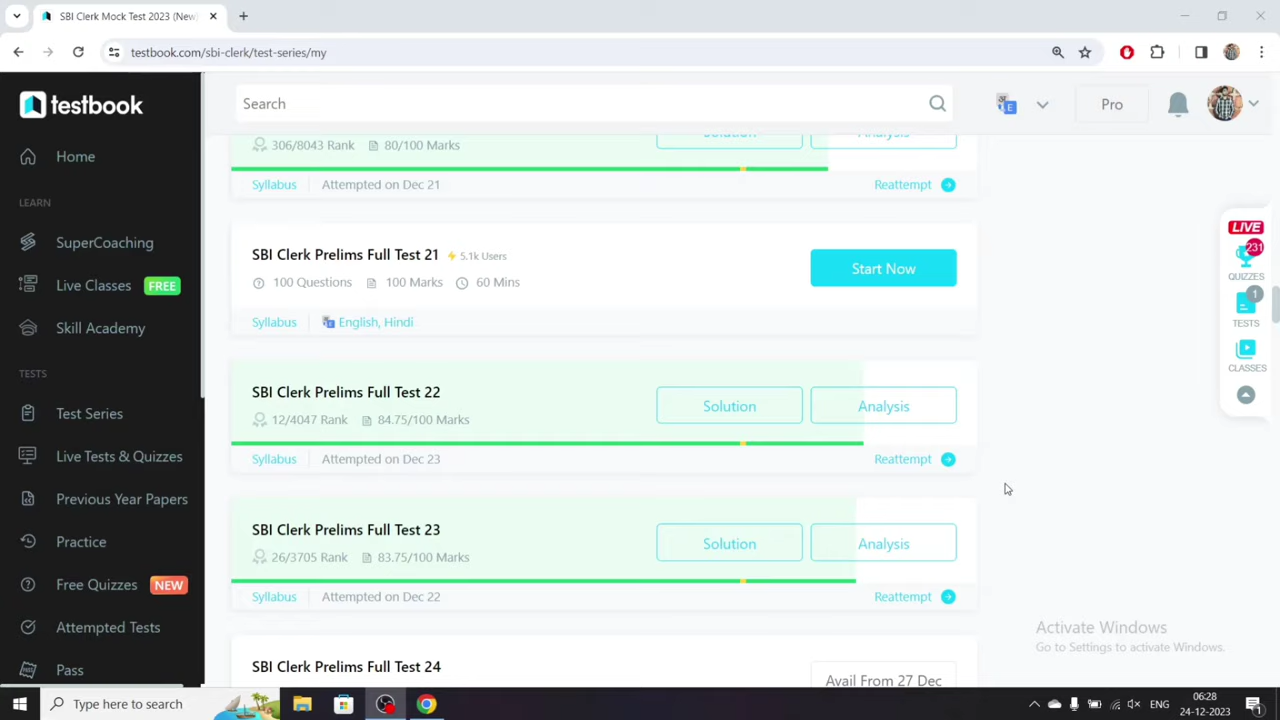 SBI Clerk Mock Test 2023 (New)
testbook.com/sbi-clerk/test-series/my
testbook
Search
Pro
Home
LEARN
SuperCoaching
Live Classes FREE
Skill Academy
TESTS
Test Series
Live Tests & Quizzes
Previous Year Papers
Practice
Free Quizzes NEW
Attempted Tests
Pass
306/8043 Rank 80/100 Marks
Solution Analysis
Syllabus Attempted on Dec 21 Reattempt
SBI Clerk Prelims Full Test 21 5.1k Users
100 Questions 100 Marks 60 Mins
Start Now
Syllabus English, Hindi
SBI Clerk Prelims Full Test 22
12/4047 Rank 84.75/100 Marks
Solution Analysis
Syllabus Attempted on Dec 23 Reattempt
SBI Clerk Prelims Full Test 23
26/3705 Rank 83.75/100 Marks
Solution Analysis
Syllabus Attempted on Dec 22 Reattempt
SBI Clerk Prelims Full Test 24
Avail From 27 Dec
LIVE
231
QUIZZES
1
TESTS
CLASSES
Activate Windows
Go to Settings to activate Windows.
Type here to search
ENG
06:28
24-12-2023
1